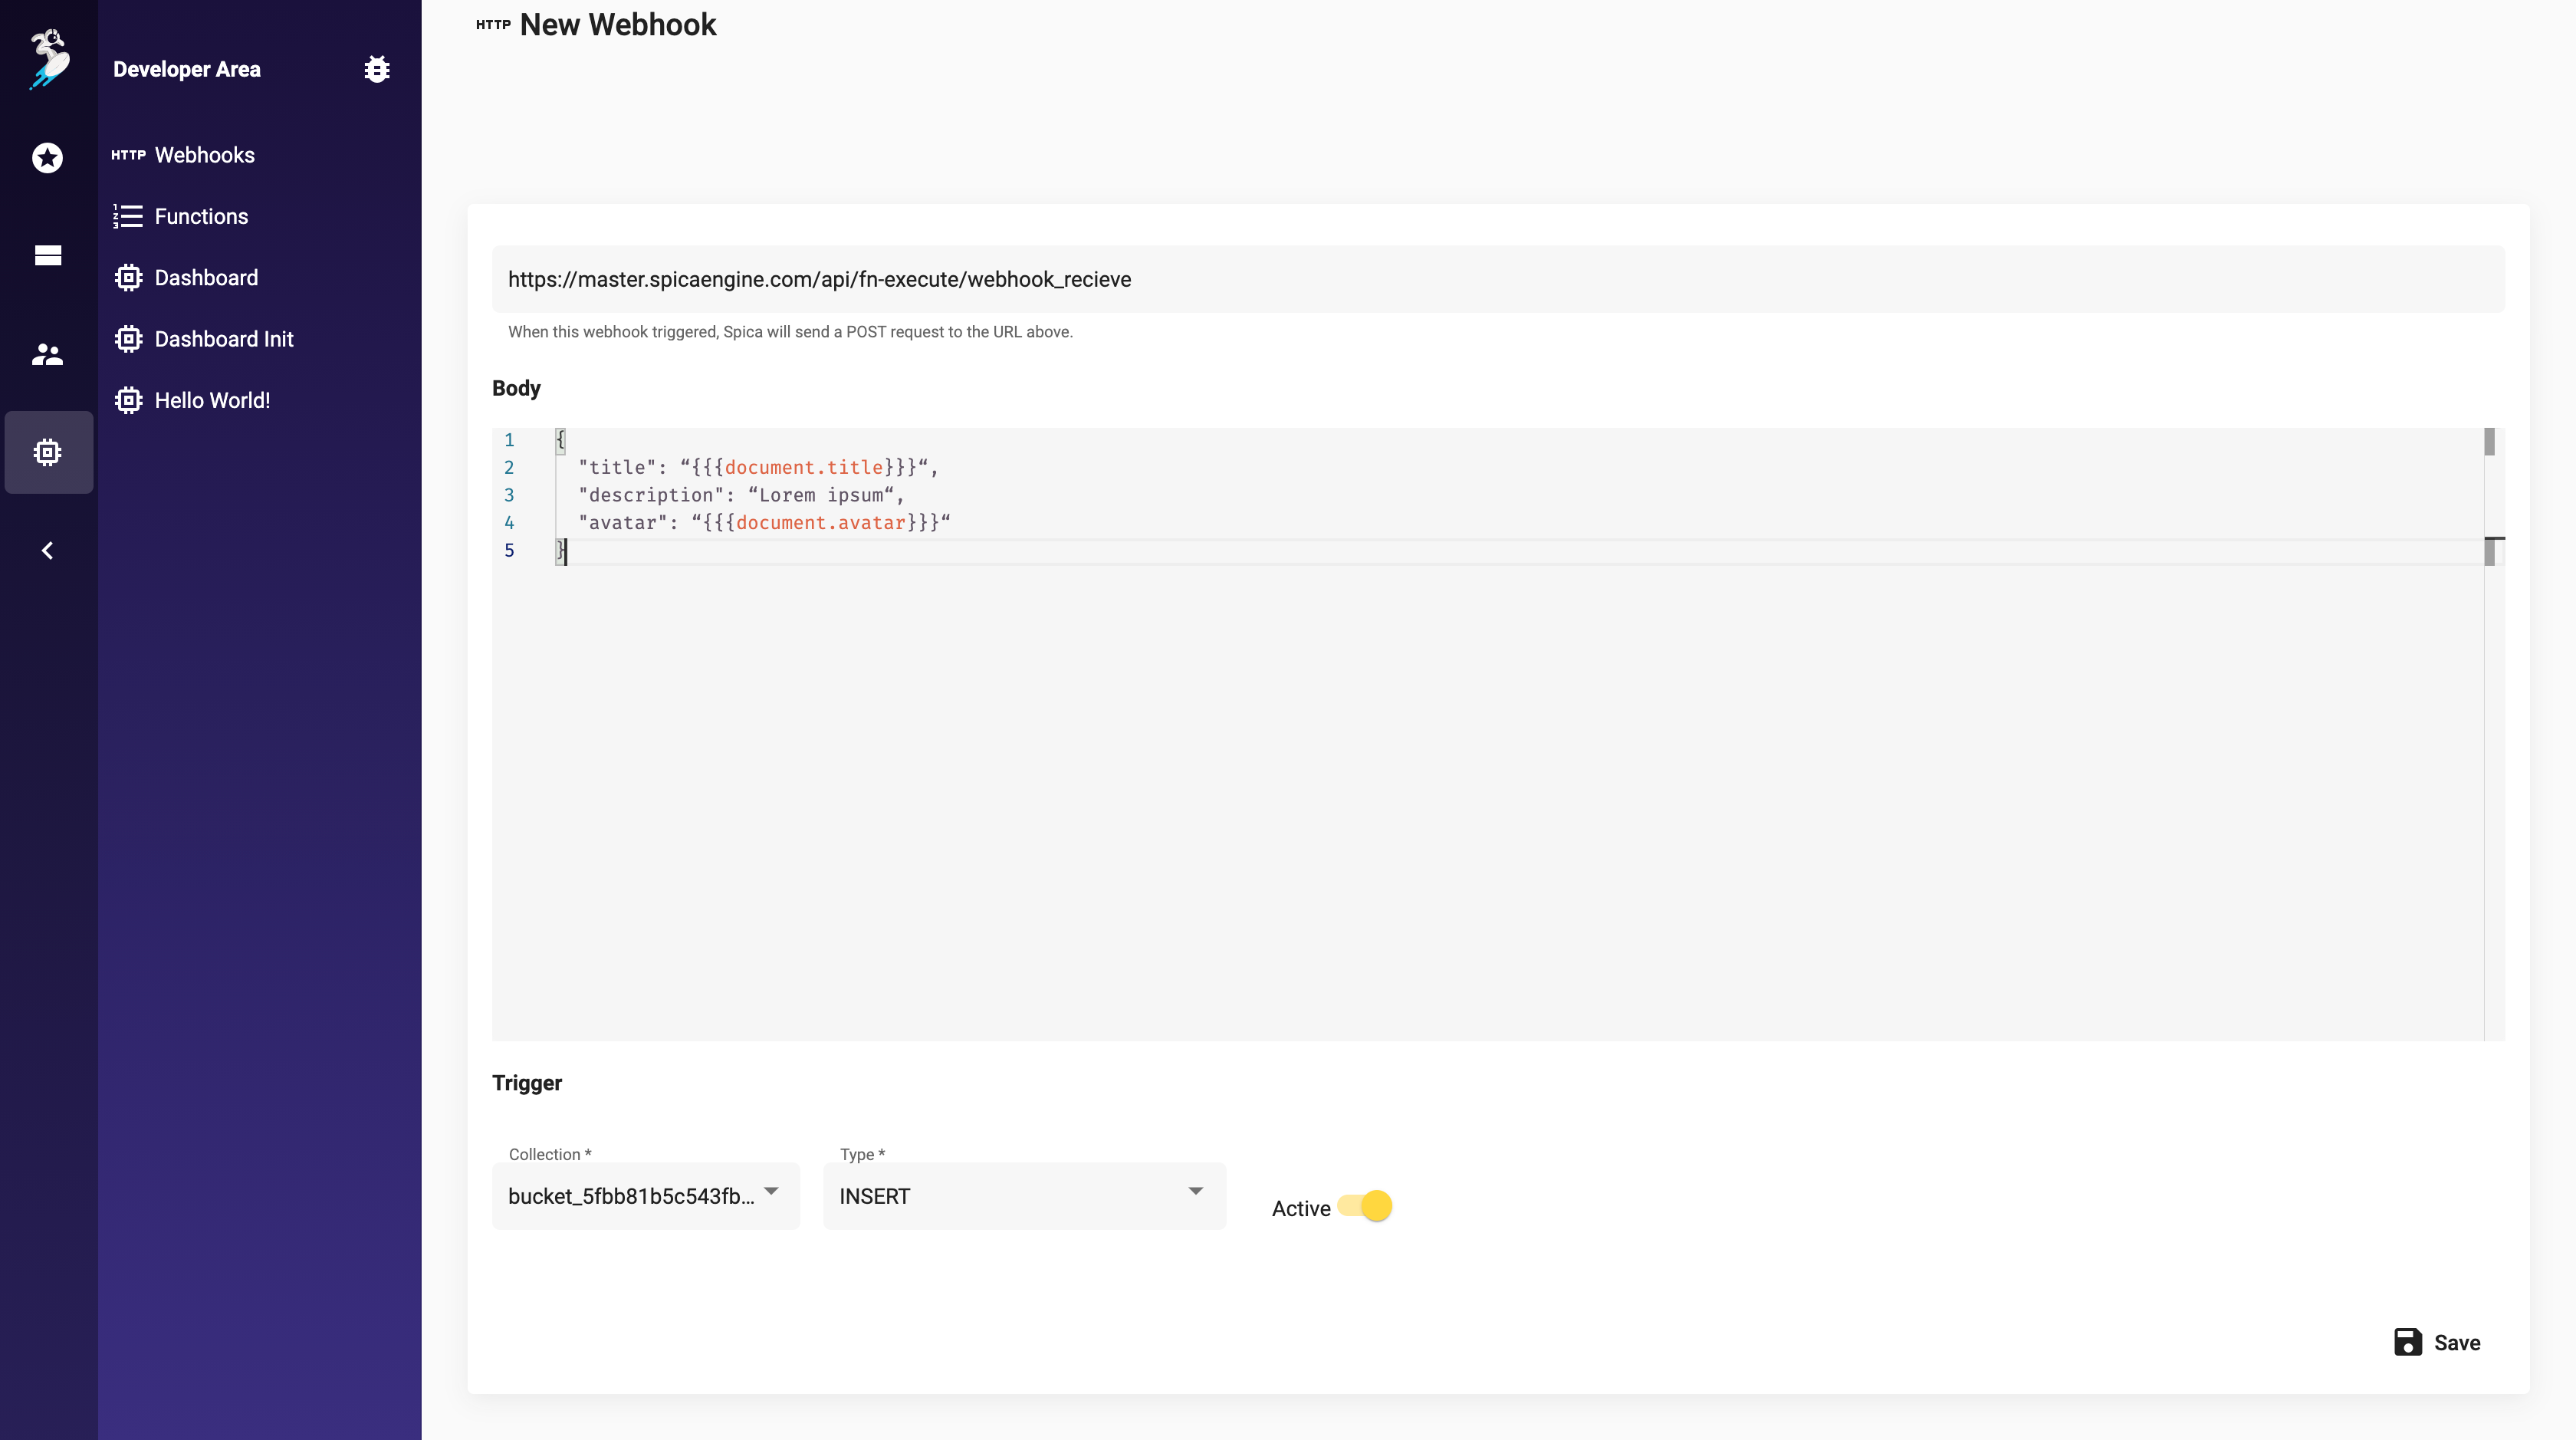 HTTP New Webhook
Developer Area
HTTP Webhooks
Functions
Dashboard
Dashboard Init
Hello World!
https://master.spicaengine.com/api/fn-execute/webhook_recieve
When this webhook triggered, Spica will send a POST request to the URL above.
Body
1 {
2 "title": “{{{document.title}}}“,
3 "description": “Lorem ipsum“,
4 "avatar": “{{{document.avatar}}}“
5 }
Trigger
Collection * Type *
bucket_5fbb81b5c543fb... INSERT Active
Save